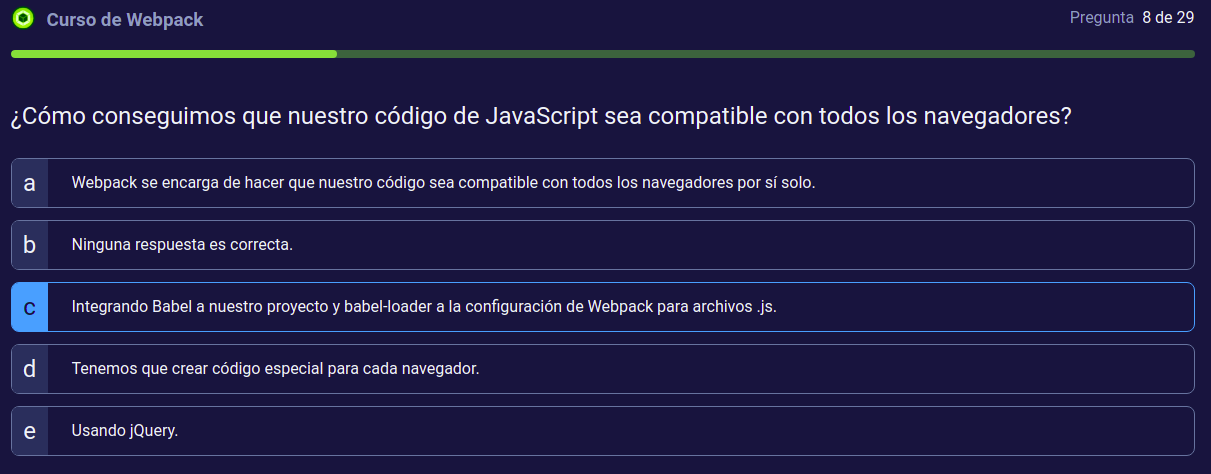 Curso de Webpack
Pregunta 8 de 29
¿Cómo conseguimos que nuestro código de JavaScript sea compatible con todos los navegadores?
a Webpack se encarga de hacer que nuestro código sea compatible con todos los navegadores por sí solo.
b Ninguna respuesta es correcta.
c Integrando Babel a nuestro proyecto y babel-loader a la configuración de Webpack para archivos .js.
d Tenemos que crear código especial para cada navegador.
e Usando jQuery.